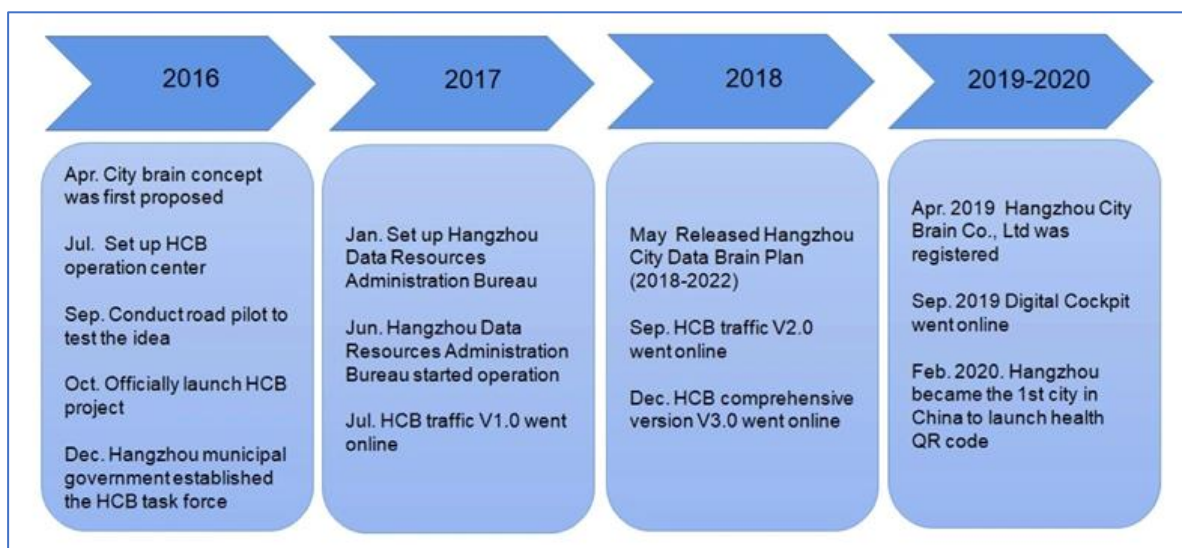 2016
Apr. City brain concept
was first proposed
Jul.  Set up HCB
operation center
Sep. Conduct road pilot to
test the idea
Oct. Officially launch HCB
project
Dec. Hangzhou municipal
government established
the HCB task force
2017
Jan. Set up Hangzhou
Data Resources
Administration Bureau
Jun. Hangzhou Data
Resources Administration
Bureau started operation
Jul. HCB traffic V1.0 went
online
2018
May  Released Hangzhou
City Data Brain Plan
(2018-2022)
Sep. HCB traffic V2.0
went online
Dec. HCB comprehensive
version V3.0 went online
2019-2020
Apr. 2019  Hangzhou City
Brain Co., Ltd was
registered
Sep. 2019 Digital Cockpit
went online
Feb. 2020. Hangzhou
became the 1st city in
China to launch health
QR code